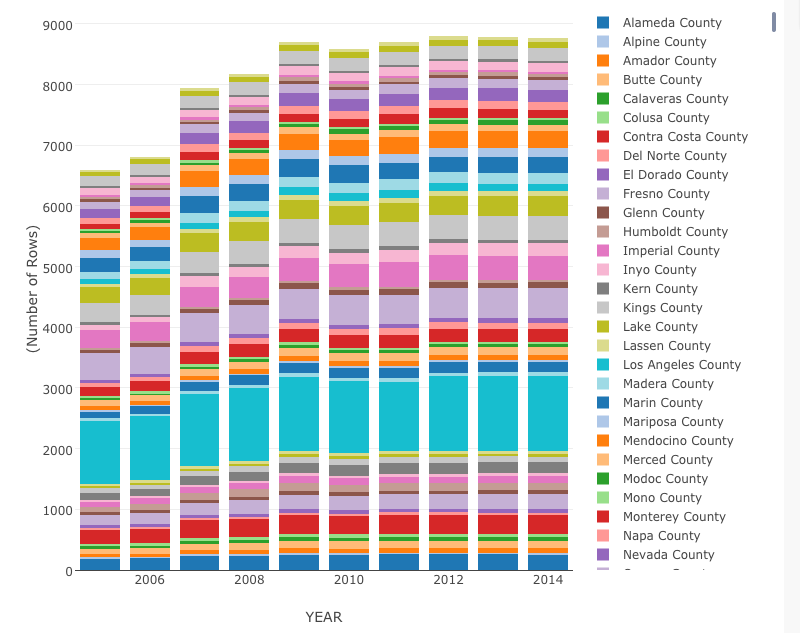 9000
8000
7000
6000
5000
4000
3000
2000
1000
0
(Number of Rows)
2006
2008
2010
2012
2014
YEAR
Alameda County
Alpine County
Amador County
Butte County
Calaveras County
Colusa County
Contra Costa County
Del Norte County
El Dorado County
Fresno County
Glenn County
Humboldt County
Imperial County
Inyo County
Kern County
Kings County
Lake County
Lassen County
Los Angeles County
Madera County
Marin County
Mariposa County
Mendocino County
Merced County
Modoc County
Mono County
Monterey County
Napa County
Nevada County